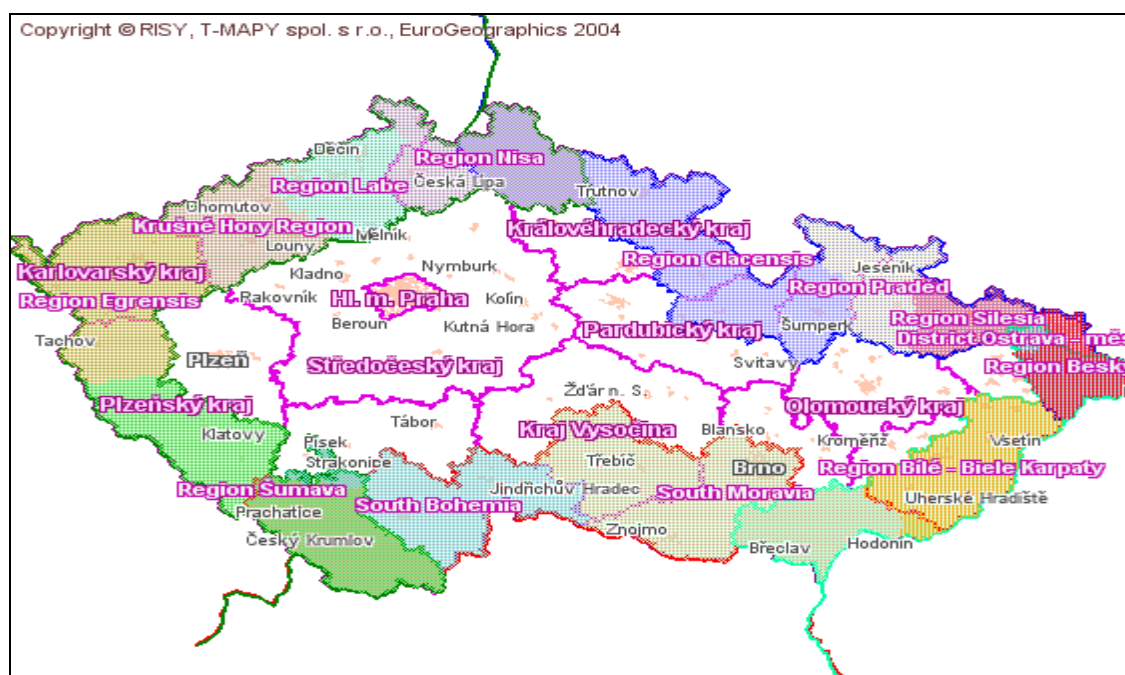 Copyright © RISY, T-MAPY spol. s r.o., EuroGeographics 2004
Děčín
Region Nisa
Region Labe
Česká Lípa
Trutnov
Chomutov
Krušné Hory Region
Mělník
Královéhradecký kraj
Louny
Region Glacensis
Karlovarský kraj
Kladno
Nymburk
Jeseník
Region Praděd
Region Egrensis
Rakovník
Hl. m. Praha
Kolín
Region Silesia
Beroun
Kutná Hora
Pardubický kraj
Šumperk
District Ostrava - měs
Tachov
Plzeň
Středočeský kraj
Svitavy
Region Besky
Žďár n. S.
Plzeňský kraj
Olomoucký kraj
Tábor
Kraj Vysočina
Blansko
Klatovy
Písek
Kroměříž
Vsetín
Strakonice
Třebíč
Brno
Region Bílé - Biele Karpaty
Region Šumava
Jindřichův Hradec
South Moravia
South Bohemia
Uherské Hradiště
Prachatice
Znojmo
Český Krumlov
Břeclav
Hodonín